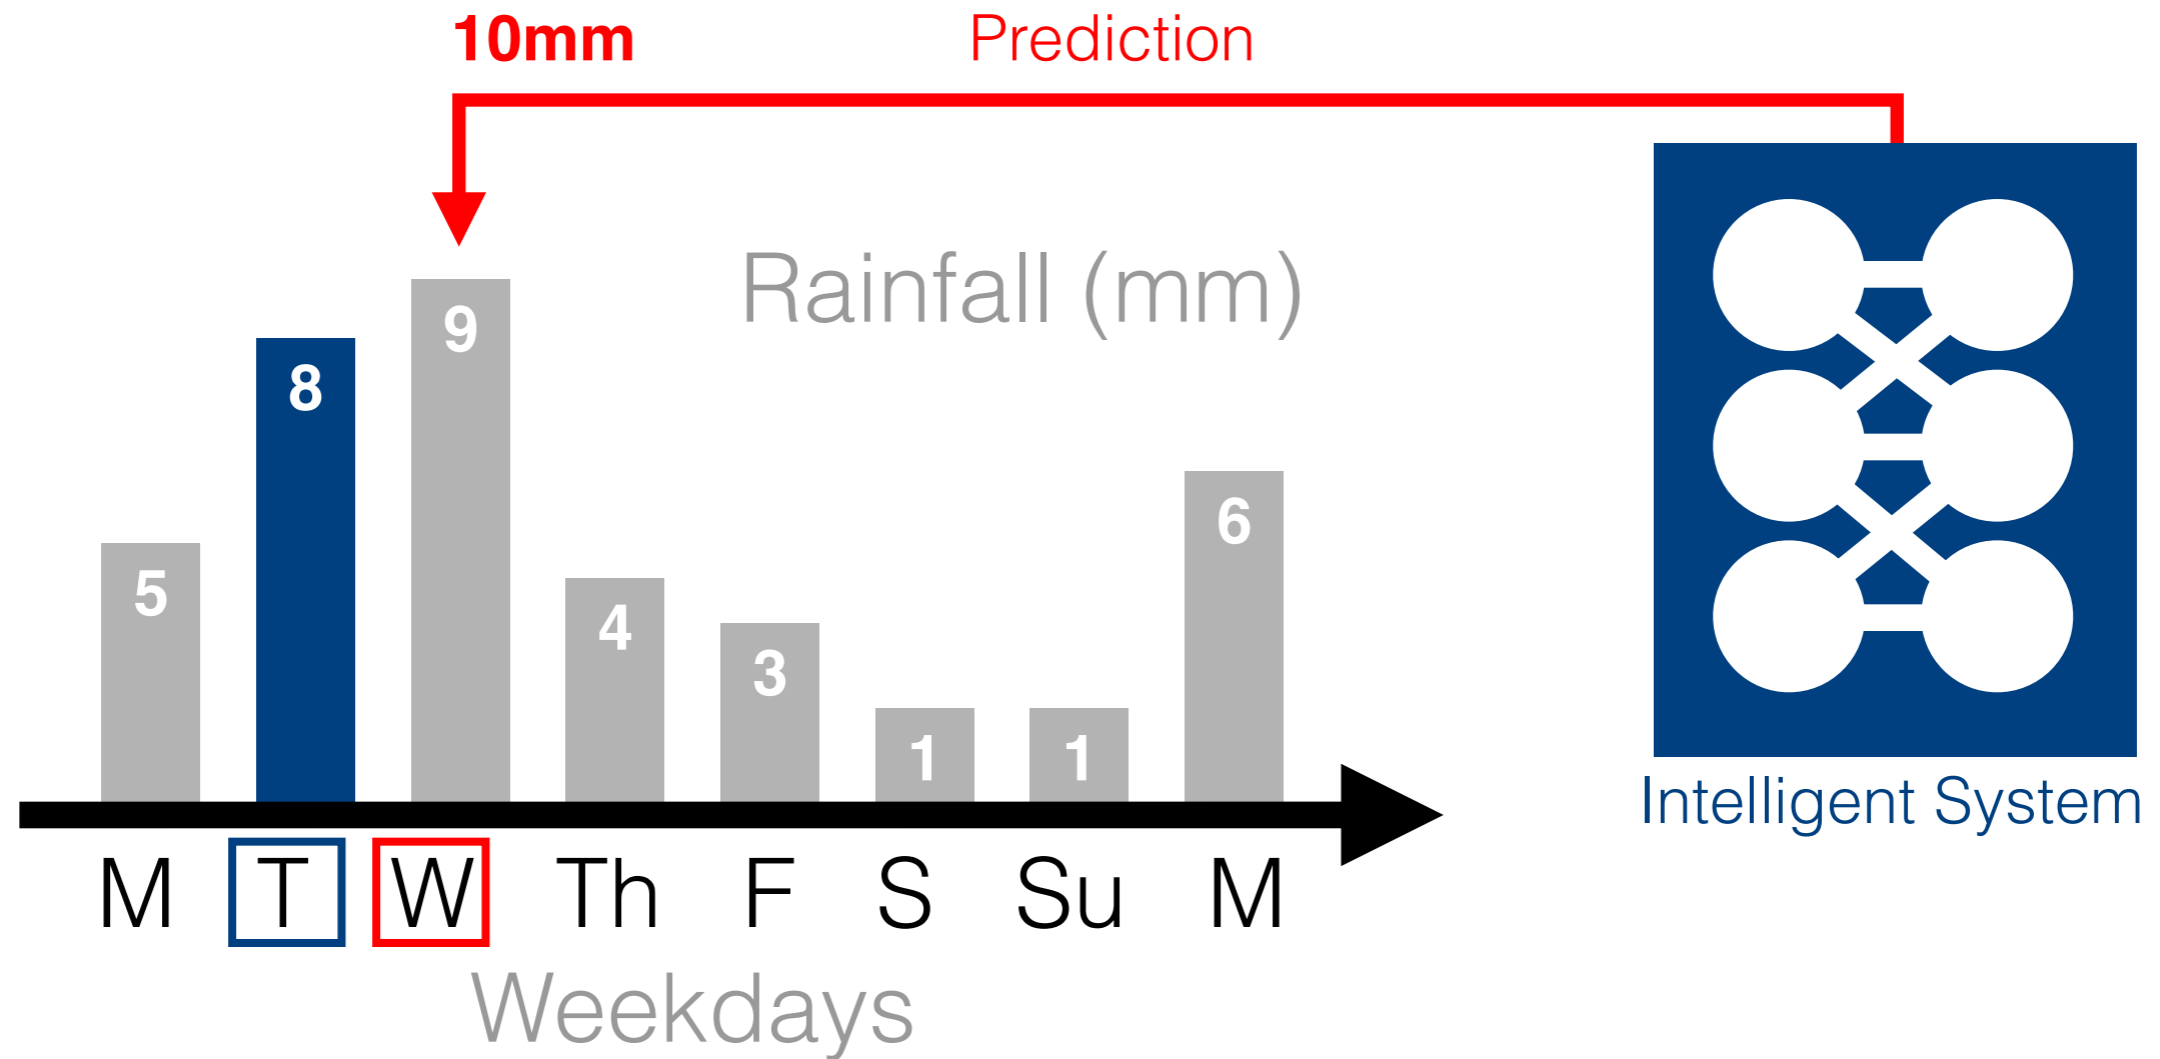 10mm Prediction
Rainfall (mm)
5 8 9 4 3 1 1 6
Intelligent System
M T W Th F S Su M
Weekdays